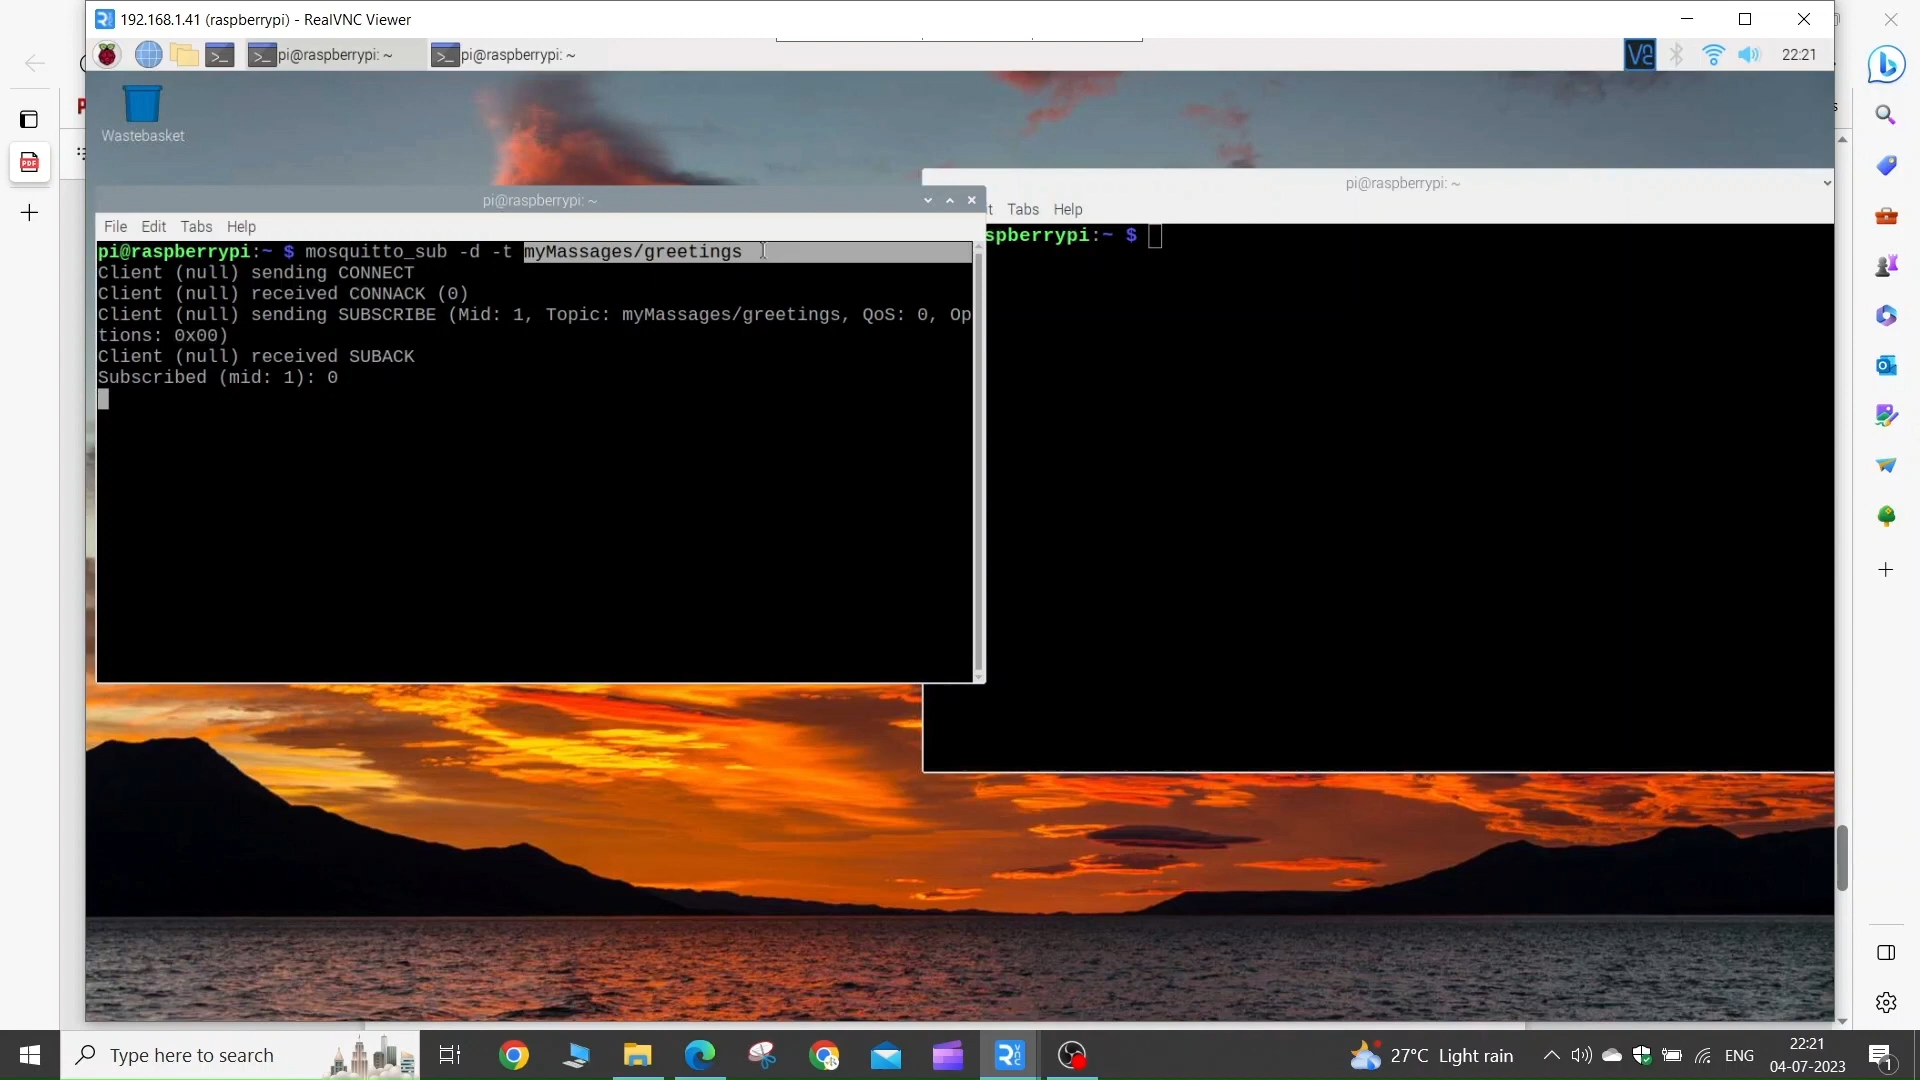 192.168.1.41 (raspberrypi) - RealVNC Viewer
pi@raspberrypi: ~
pi@raspberrypi: ~
22:21
Wastebasket
pi@raspberrypi: ~
Tabs Help
spberrypi:~ $
pi@raspberrypi: ~
File Edit Tabs Help
pi@raspberrypi:~ $ mosquitto_sub -d -t myMassages/greetings
Client (null) sending CONNECT
Client (null) received CONNACK (0)
Client (null) sending SUBSCRIBE (Mid: 1, Topic: myMassages/greetings, QoS: 0, Op
tions: 0x00)
Client (null) received SUBACK
Subscribed (mid: 1): 0
Type here to search
27°C Light rain
ENG
22:21
04-07-2023
1